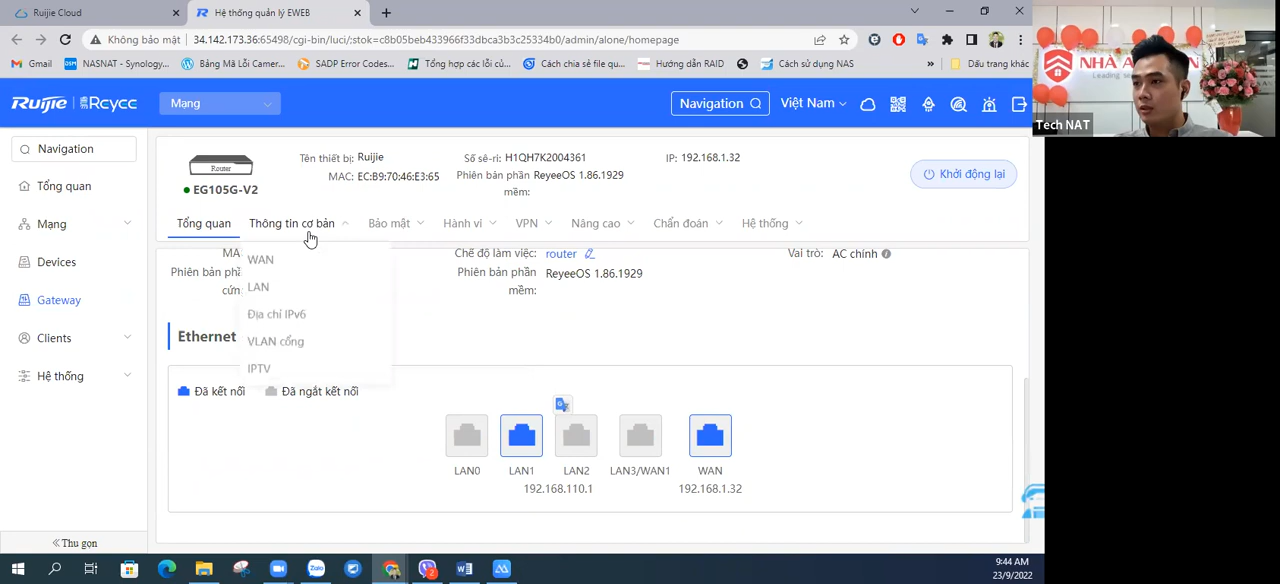 Ruijie Cloud
Hệ thống quản lý EWEB
Không bảo mật
34.142.173.36:65498/cgi-bin/luci/;stok=c8b05beb433966f33dbca3b3c25334b0/admin/alone/homepage
Gmail
NASNAT - Synology...
Bảng Mã Lỗi Camer...
SADP Error Codes...
Tổng hợp các lỗi củ...
Cách chia sẻ file qu...
Hướng dẫn RAID
Cách sử dụng NAS
»
Dấu trang khác
Ruijie | Rcycc
Mạng
Navigation
Việt Nam
NHÀ AN
Leading
Tech NAT
Navigation
Tổng quan
Mạng
Devices
Gateway
Clients
Hệ thống
«Thu gọn
Router
EG105G-V2
Tên thiết bị: Ruijie
MAC: EC:B9:70:46:E3:65
Số sê-ri: H1QH7K2004361
Phiên bản phần mềm: ReyeeOS 1.86.1929
IP: 192.168.1.32
Khởi động lại
Tổng quan
Thông tin cơ bản
Bảo mật
Hành vi
VPN
Nâng cao
Chẩn đoán
Hệ thống
WAN
LAN
Địa chỉ IPv6
VLAN cổng
IPTV
MA
Phiên bản phầ
cứn
Chế độ làm việc: router
Phiên bản phần mềm: ReyeeOS 1.86.1929
Vai trò: AC chính
Ethernet
Đã kết nối
Đã ngắt kết nối
LAN0
LAN1
LAN2
LAN3/WAN1
WAN
192.168.110.1
192.168.1.32
9:44 AM
23/9/2022